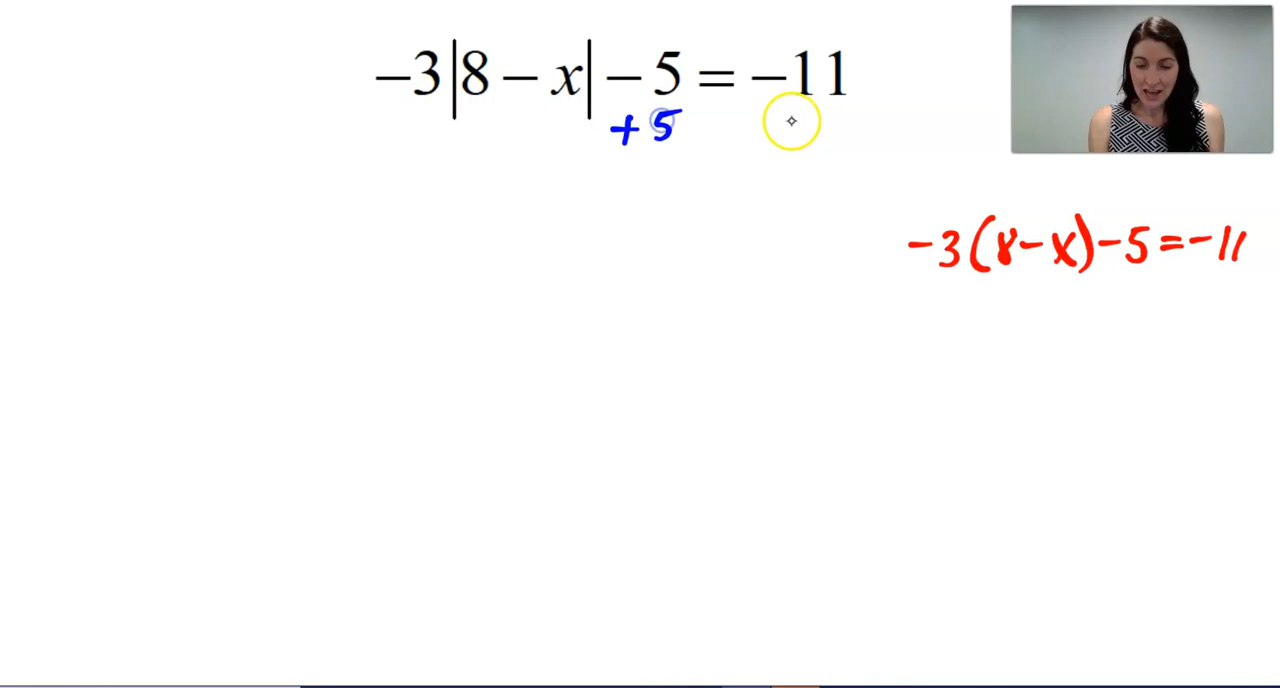 −3|8 − x| − 5 = −11
+ 5
-3(8-x)-5=-11